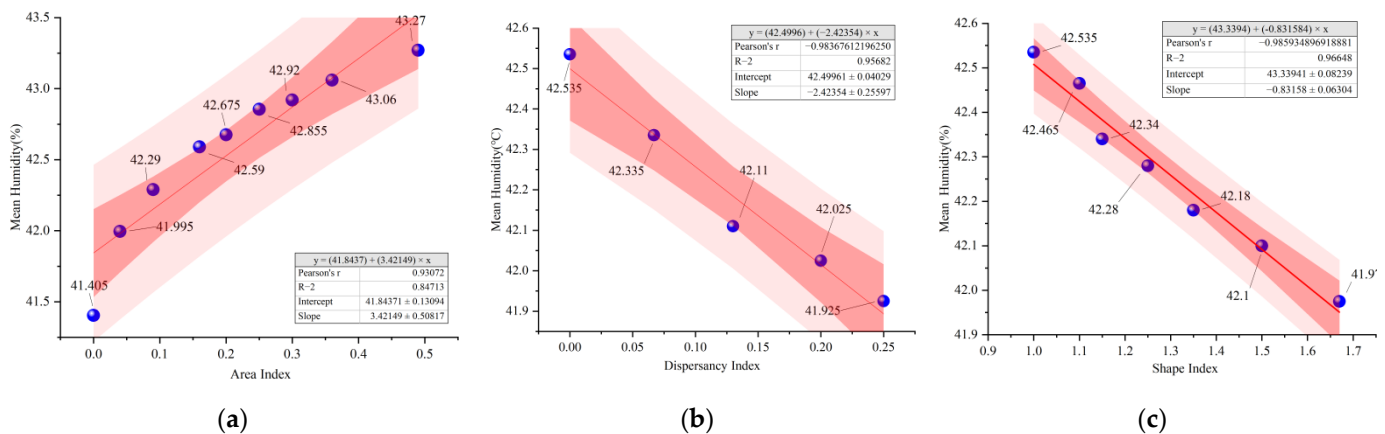 43.5
43.0
42.5
42.0
41.5
Mean Humidity(%)
43.27
42.92
43.06
42.675
42.855
42.29
42.59
41.995
41.405
y = (41.8437) + (3.42149) × x
Pearson's r 0.93072
R−2 0.84713
Intercept 41.84371 ± 0.13094
Slope 3.42149 ± 0.50817
0.0 0.1 0.2 0.3 0.4 0.5
Area Index
(a)
42.6
42.5
42.4
42.3
42.2
42.1
42.0
41.9
Mean Humidity(℃)
y = (42.4996) + (−2.42354) × x
Pearson's r −0.98367612196250
R−2 0.95682
Intercept 42.49961 ± 0.04029
Slope −2.42354 ± 0.25597
42.535
42.335
42.11
42.025
41.925
0.00 0.05 0.10 0.15 0.20 0.25
Dispersancy Index
(b)
42.6
42.5
42.4
42.3
42.2
42.1
42.0
41.9
Mean Humidity(%)
y = (43.3394) + (-0.831584) × x
Pearson's r −0.985934896918881
R−2 0.96648
Intercept 43.33941 ± 0.08239
Slope −0.83158 ± 0.06304
42.535
42.465
42.34
42.28
42.18
42.1
0.9 1.0 1.1 1.2 1.3 1.4 1.5 1.6 1.7
Shape Index
(c)